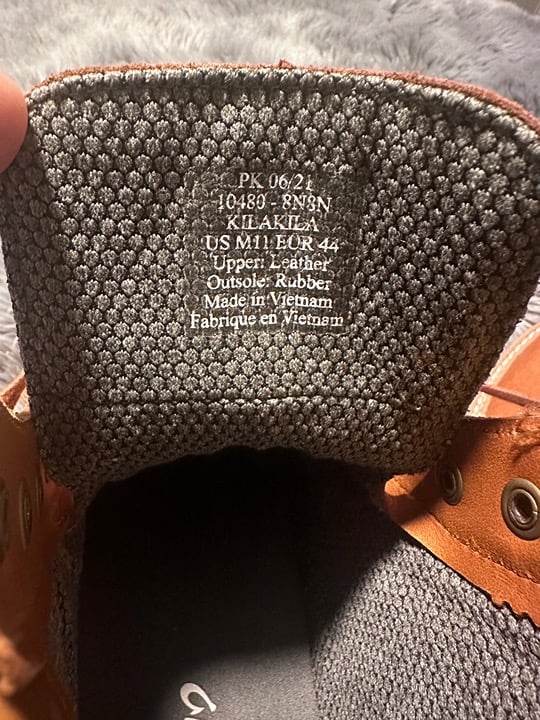 PK 06/21
10480 - 8N8N
KILAKILA
US M11 EUR 44
Upper: Leather
Outsole: Rubber
Made in Vietnam
Fabrique en Vietnam